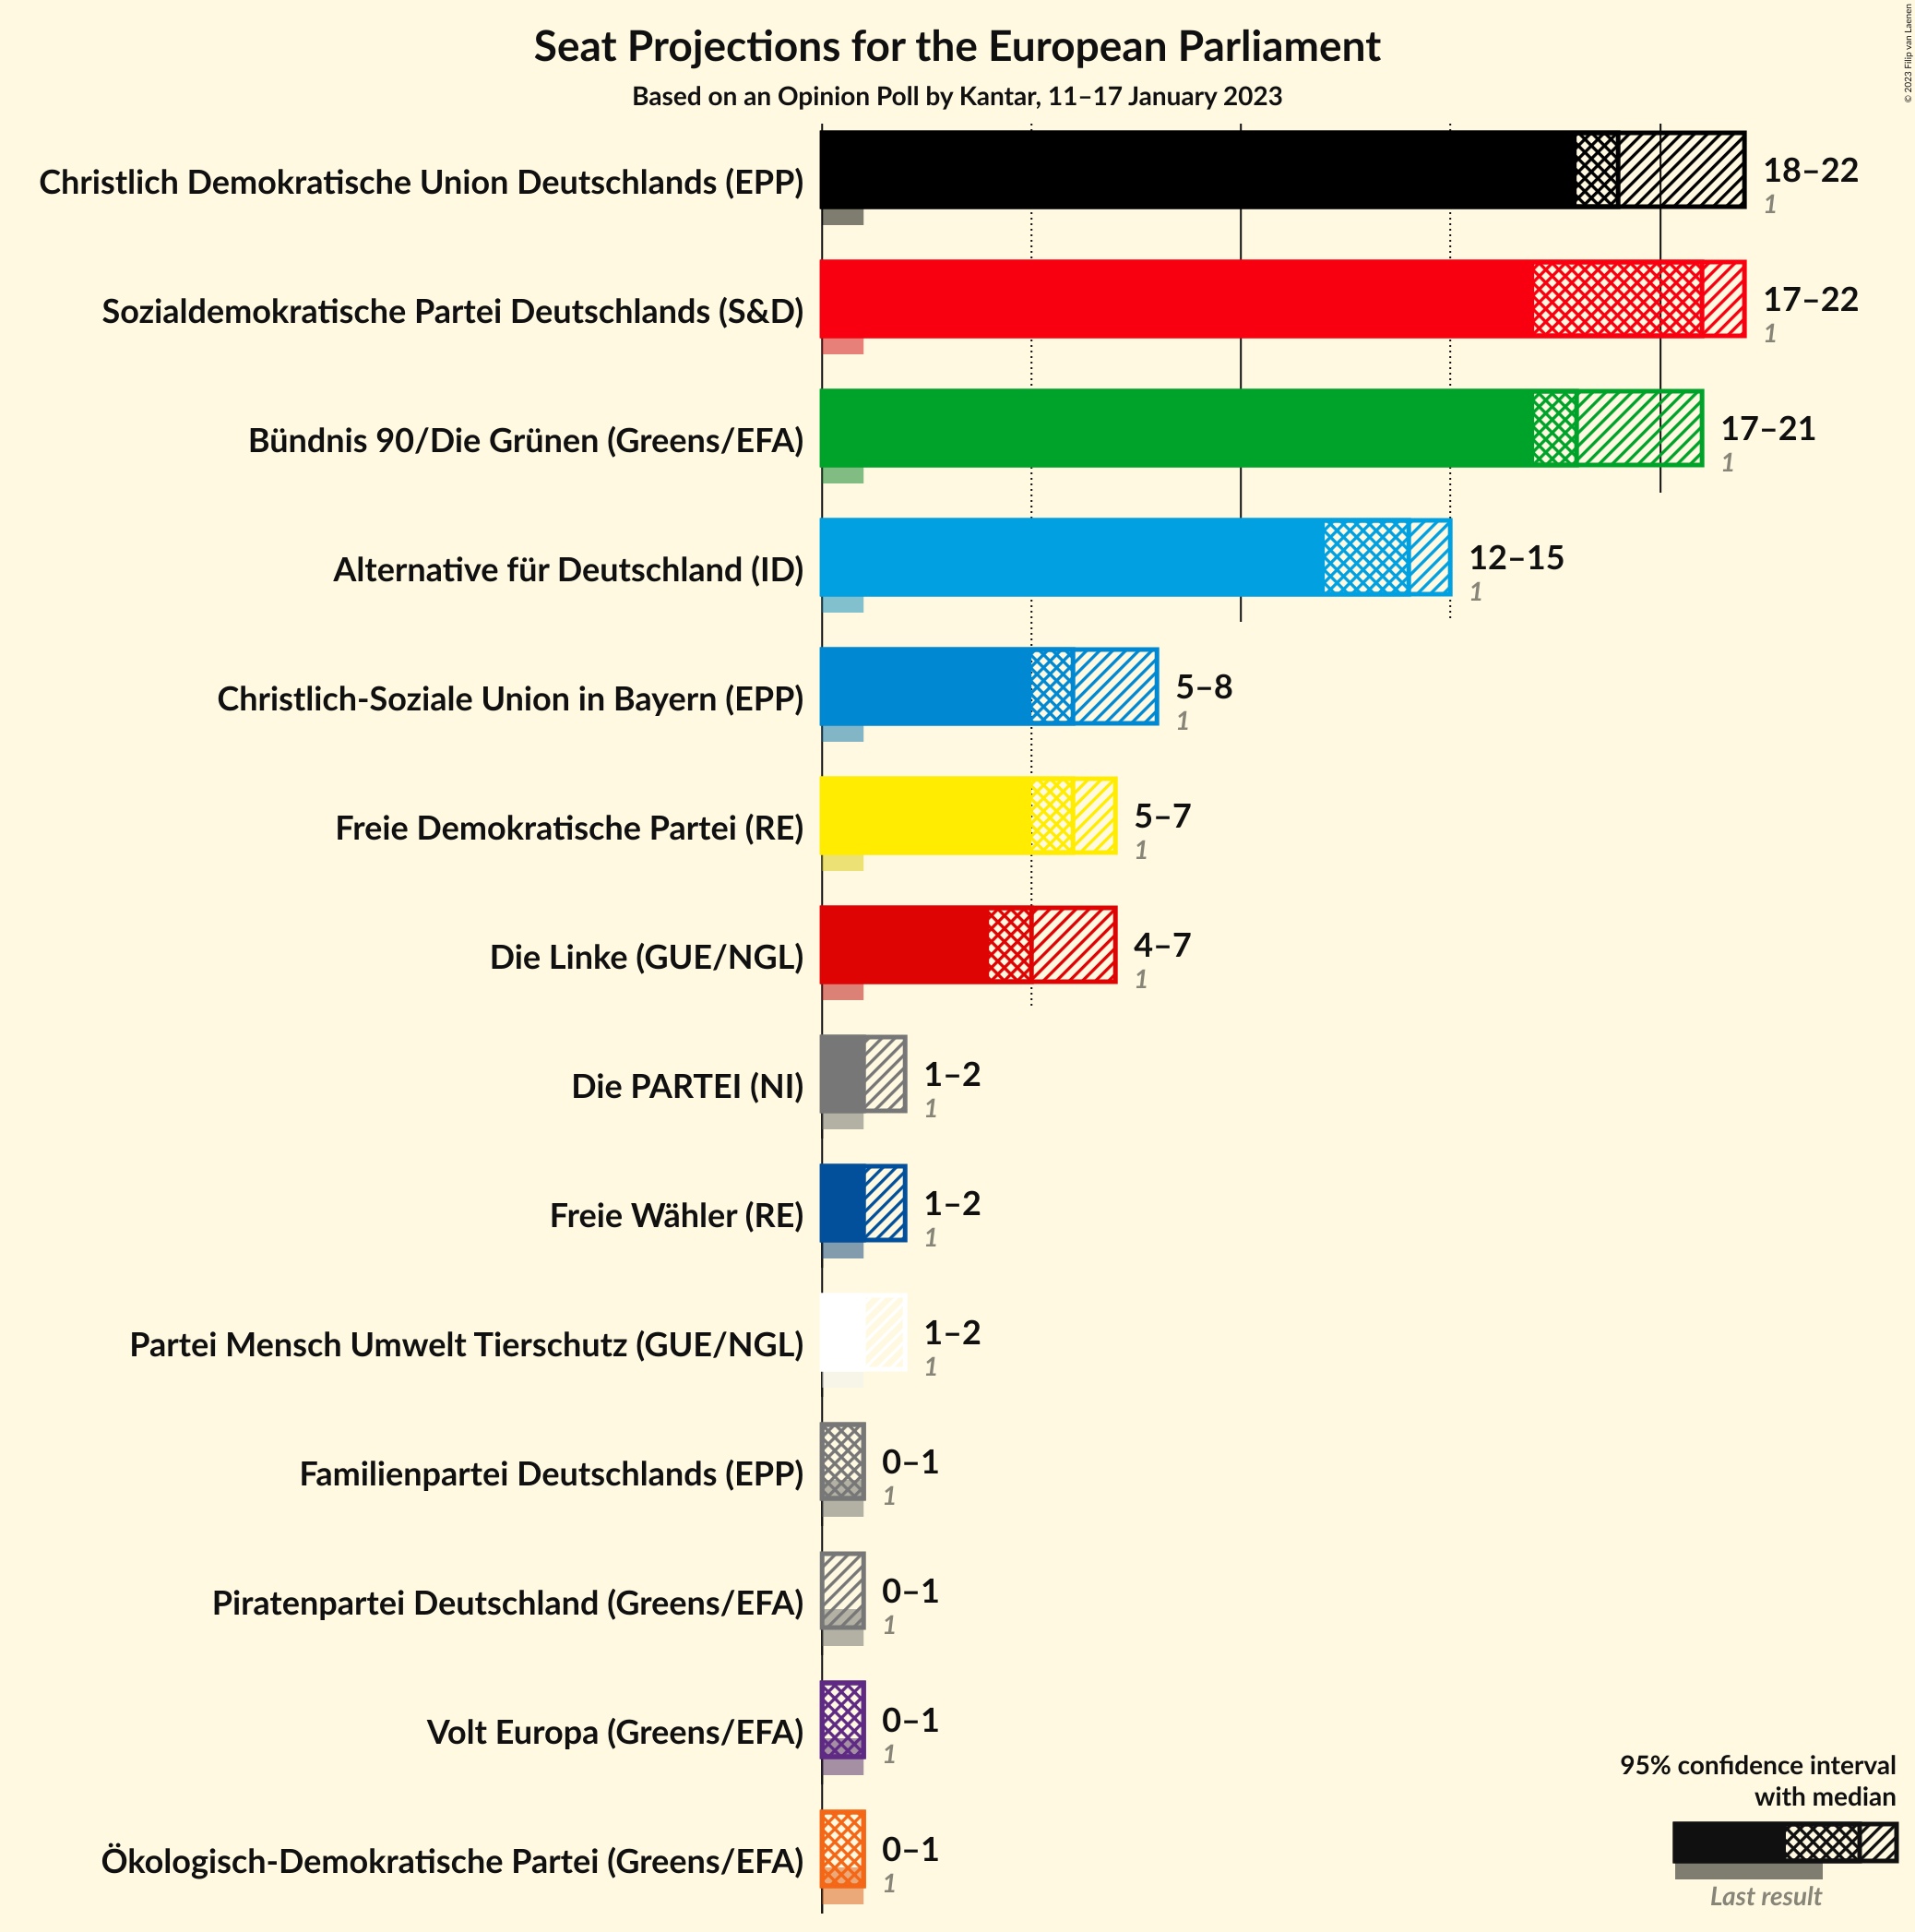 Seat Projections for the European Parliament
Based on an Opinion Poll by Kantar, 11–17 January 2023
© 2023 Filip van Laenen
Christlich Demokratische Union Deutschlands (EPP)
18–22
1
Sozialdemokratische Partei Deutschlands (S&D)
17–22
1
Bündnis 90/Die Grünen (Greens/EFA)
17–21
1
Alternative für Deutschland (ID)
12–15
1
Christlich-Soziale Union in Bayern (EPP)
5–8
1
Freie Demokratische Partei (RE)
5–7
1
Die Linke (GUE/NGL)
4–7
1
Die PARTEI (NI)
1–2
1
Freie Wähler (RE)
1–2
1
Partei Mensch Umwelt Tierschutz (GUE/NGL)
1–2
1
Familienpartei Deutschlands (EPP)
0–1
1
Piratenpartei Deutschland (Greens/EFA)
0–1
1
Volt Europa (Greens/EFA)
0–1
1
Ökologisch-Demokratische Partei (Greens/EFA)
0–1
1
95% confidence interval
with median
Last result